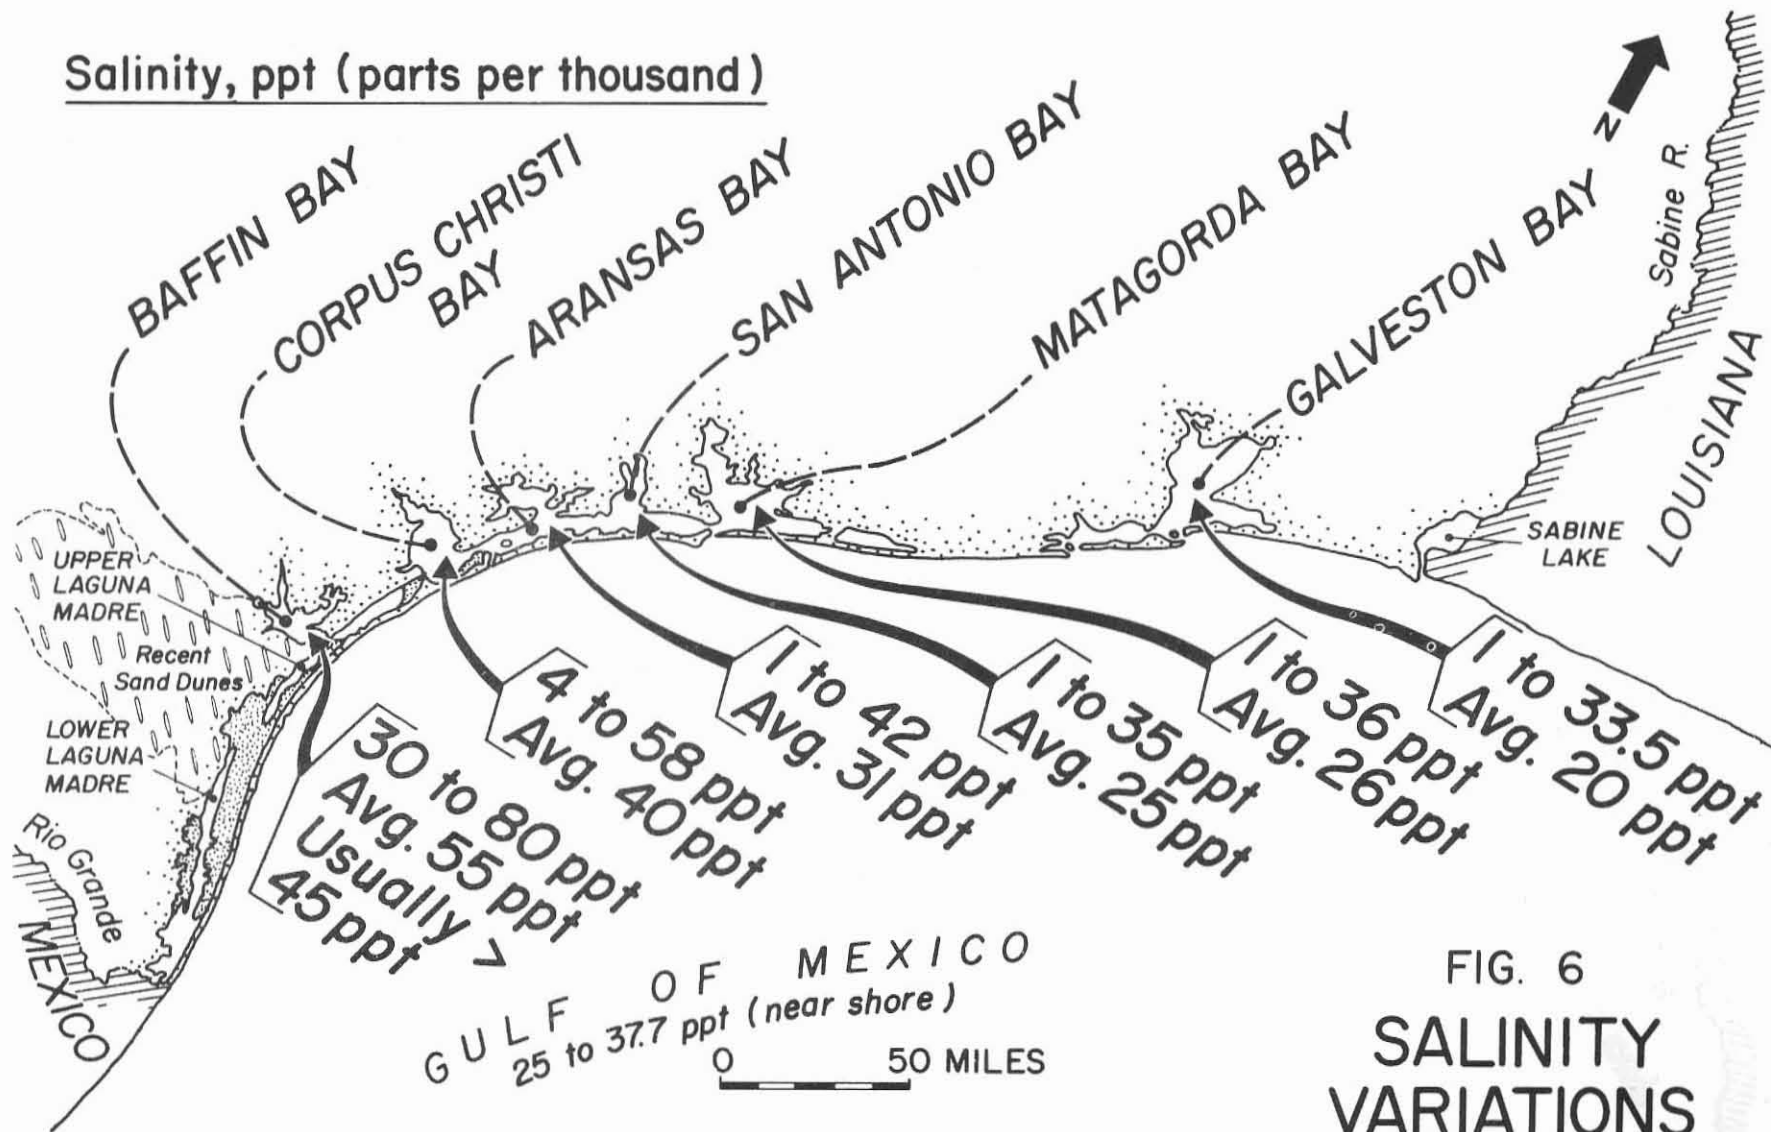 Salinity, ppt (parts per thousand)
BAFFIN BAY
CORPUS CHRISTI
BAY
ARANSAS BAY
SAN ANTONIO BAY
MATAGORDA BAY
GALVESTON BAY
N
Sabine R.
LOUISIANA
SABINE
LAKE
UPPER
LAGUNA
MADRE
Recent
Sand Dunes
LOWER
LAGUNA
MADRE
Rio Grande
MEXICO
30 to 80 ppt
Avg. 55 ppt
Usually >
45 ppt
4 to 58 ppt
Avg. 40 ppt
1 to 42 ppt
Avg. 31 ppt
1 to 35 ppt
Avg. 25 ppt
1 to 36 ppt
Avg. 26 ppt
1 to 33.5 ppt
Avg. 20 ppt
GULF OF MEXICO
25 to 37.7 ppt (near shore)
0 50 MILES
FIG. 6
SALINITY
VARIATIONS